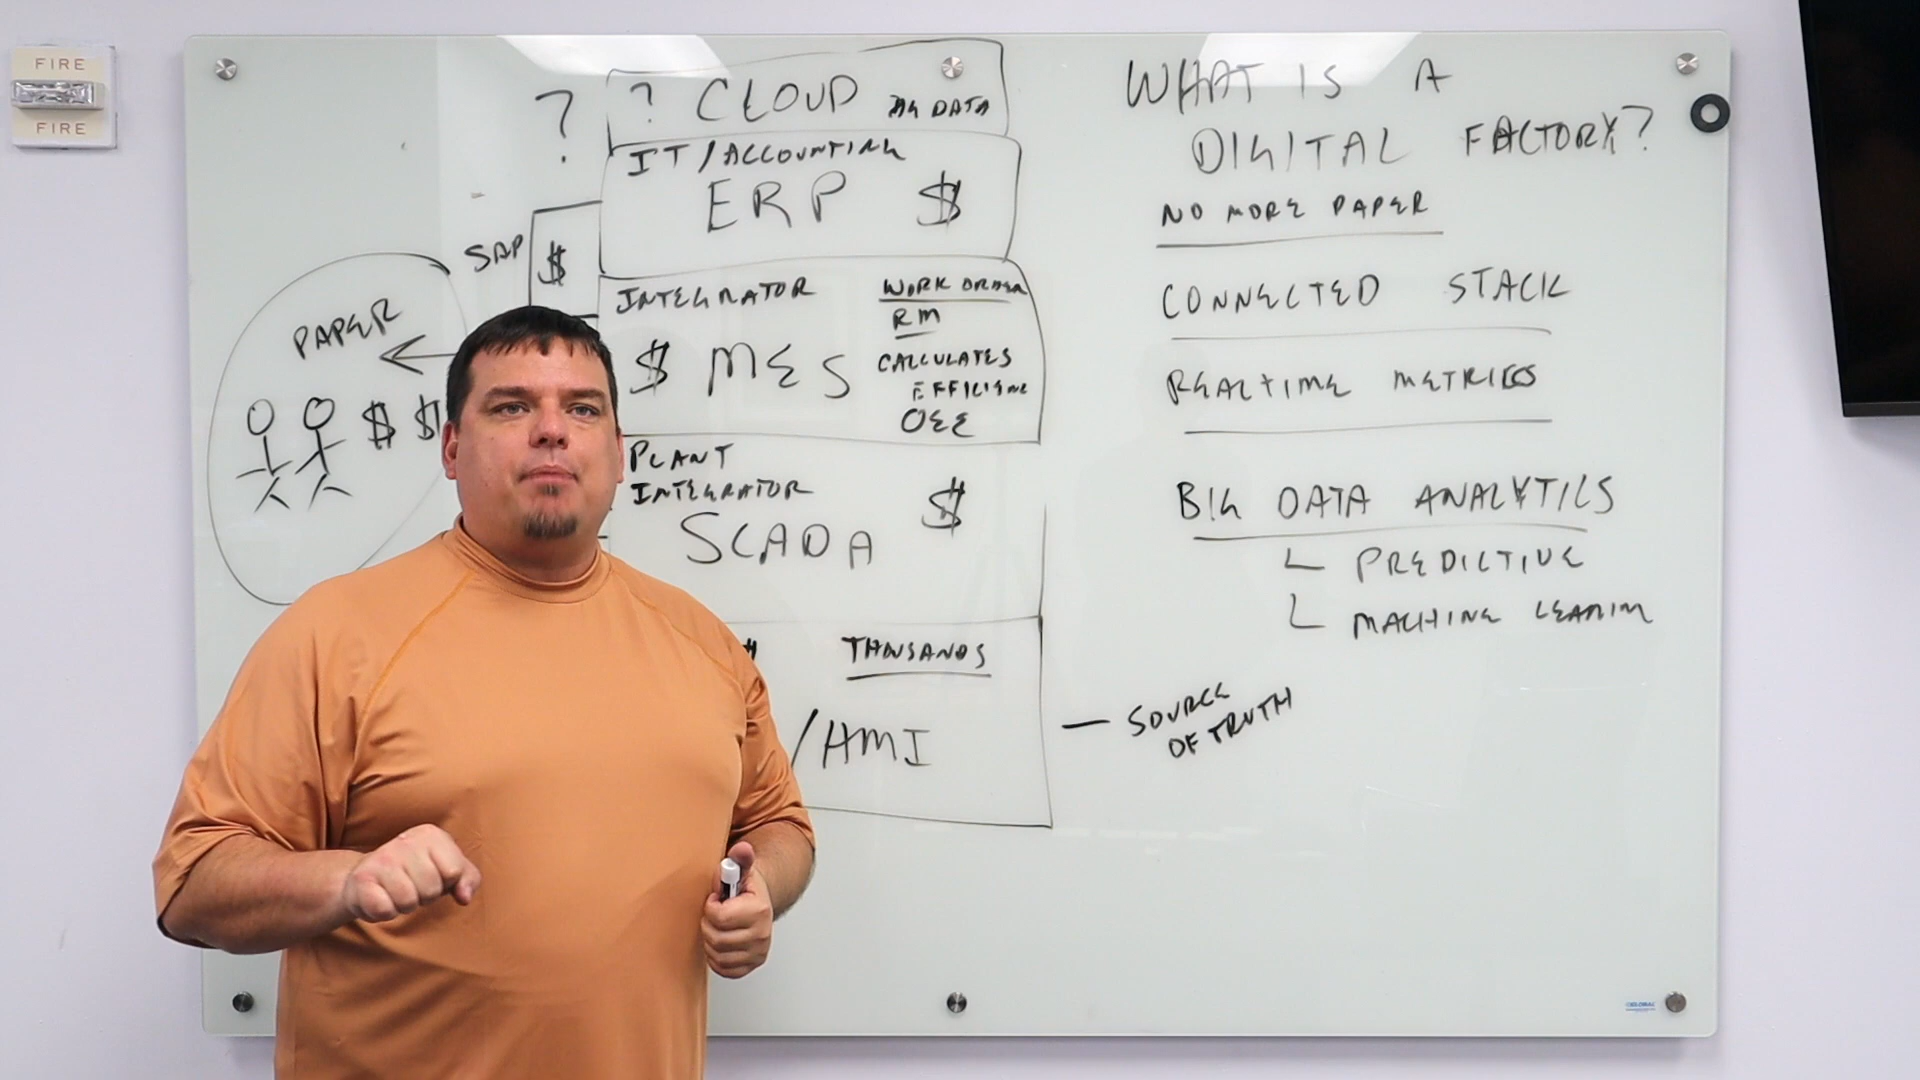 FIRE
FIRE
?
? CLOUD
DATA
IT/ACCOUNTING
ERP $
SAP
$
INTEGRATOR
WORK ORDER
RM
$ MES
CALCULATES
OEE
PAPER
$ $
PLANT
INTEGRATOR
$
SCADA
THOUSANDS
/HMI
SOURCE
OF TRUTH
WHAT IS A
DIGITAL FACTORY?
NO MORE PAPER
CONNECTED STACK
REALTIME METRICS
BIG DATA ANALYTICS
PREDICTIVE
MACHINE
GLOBAL